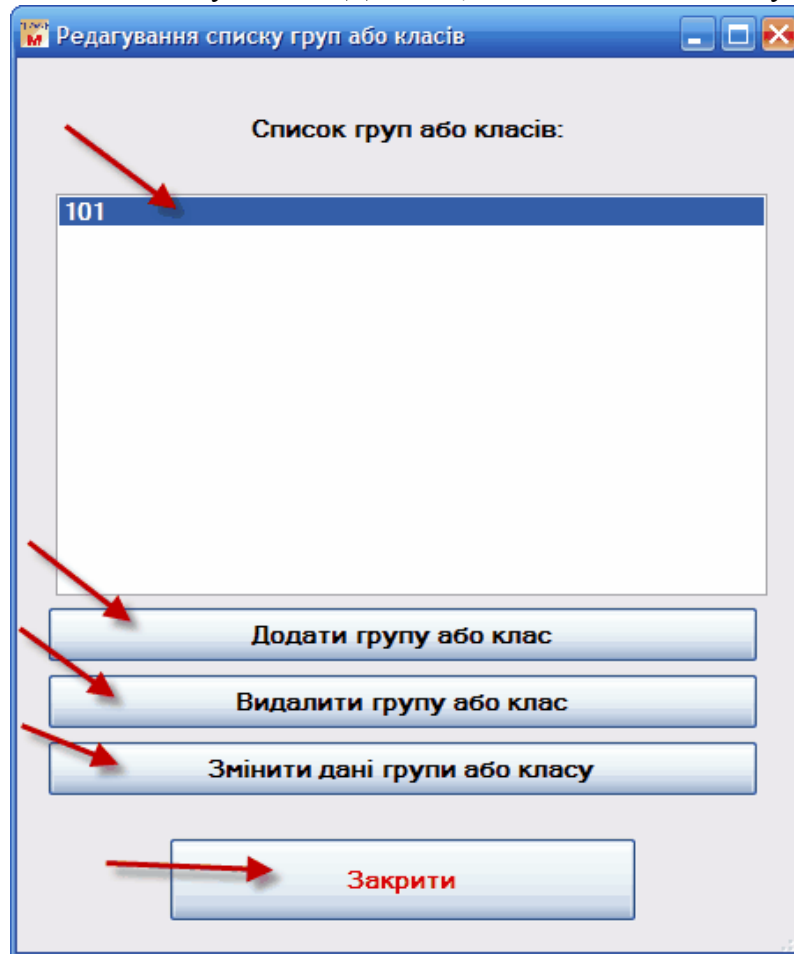 Редагування списку груп або класів
Список груп або класів:
101
Додати групу або клас
Видалити групу або клас
Змінити дані групи або класу
Закрити